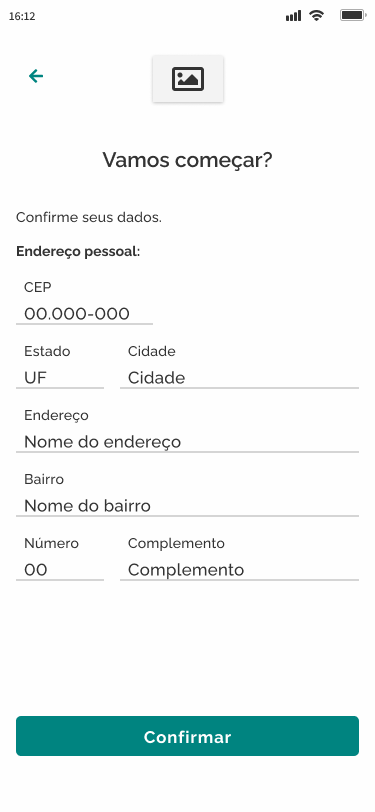 16:12
Vamos começar?
Confirme seus dados.
Endereço pessoal:
CEP
00.000-000
Estado Cidade
UF Cidade
Endereço
Nome do endereço
Bairro
Nome do bairro
Número Complemento
00 Complemento
Confirmar